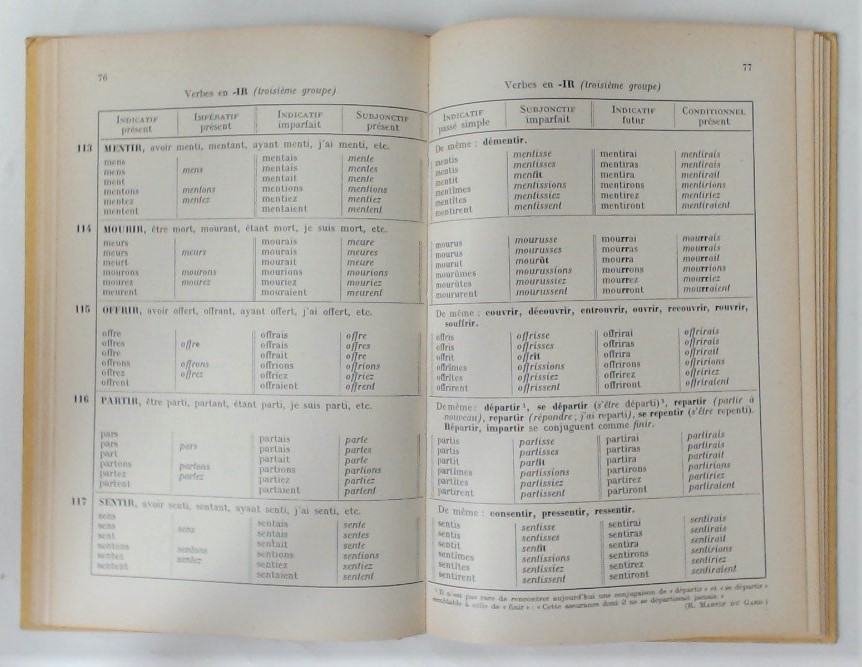 76
Verbes en -IR (troisième groupe)
INDICATIF présent IMPÉRATIF présent INDICATIF imparfait SUBJONCTIF présent
113 MENTIR, avoir menti, mentant, ayant menti, j'ai menti, etc.
mens mentais mente
mens mens mentais mentes
ment mentait mente
mentons mentons mentions mentions
mentez mentez mentiez mentiez
mentent mentaient mentent
114 MOURIR, être mort, mourant, étant mort, je suis mort, etc.
meurs mourais meure
meurs meurs mourais meures
meurt mourait meure
mourons mourons mourions mourions
mourez mourez mouriez mouriez
meurent mouraient meurent
115 OFFRIR, avoir offert, offrant, ayant offert, j'ai offert, etc.
offre offrais offre
offres offre offrais offres
offre offrait offre
offrons offrons offrions offrions
offrez offrez offriez offriez
offrent offraient offrent
116 PARTIR, être parti, partant, étant parti, je suis parti, etc.
pars partais parte
pars pars partais partes
part partait parte
partons partons partions partions
partez partez partiez partiez
partent partaient partent
117 SENTIR, avoir senti, sentant, ayant senti, j'ai senti, etc.
sens sentais sente
sens sens sentais sentes
sent sentait sente
sentons sentons sentions sentions
sentez sentez sentiez sentiez
sentent sentaient sentent
77
Verbes en -IR (troisième groupe)
INDICATIF passé simple SUBJONCTIF imparfait INDICATIF futur CONDITIONNEL présent
De même : démentir.
mentis mentisse mentirai mentirais
mentis mentisses mentiras mentirais
mentit mentît mentira mentirait
mentîmes mentissions mentirons mentirions
mentîtes mentissiez mentirez mentiriez
mentirent mentissent mentiront mentiraient
mourus mourusse mourrai mourrais
mourus mourusses mourras mourrais
mourut mourût mourra mourrait
mourûmes mourussions mourrons mourrions
mourûtes mourussiez mourrez mourriez
moururent mourussent mourront mourraient
De même : couvrir, découvrir, entrouvrir, ouvrir, recouvrir, rouvrir,
souffrir.
offris offrisse offrirai offrirais
offris offrisses offriras offrirais
offrit offrît offrira offrirait
offrîmes offrissions offrirons offririons
offrîtes offrissiez offrirez offririez
offrirent offrissent offriront offriraient
De même : départir ¹, se départir (s'être départi)¹, repartir (partir à
nouveau), repartir (répondre ; j'ai reparti), se repentir (s'être repenti).
Répartir, impartir se conjuguent comme finir.
partis partisse partirai partirais
partis partisses partiras partirais
partit partît partira partirait
partîmes partissions partirons partirions
partîtes partissiez partirez partiriez
partirent partissent partiront partiraient
De même : consentir, pressentir, ressentir.
sentis sentisse sentirai sentirais
sentis sentisses sentiras sentirais
sentit sentît sentira sentirait
sentîmes sentissions sentirons sentirions
sentîtes sentissiez sentirez sentiriez
sentirent sentissent sentiront sentiraient
¹ Il n'est pas rare de rencontrer aujourd'hui une conjugaison de « départir » et « se départir »
semblable à celle de « finir » : « Cette assurance dont il ne se départissait jamais. »
(R. MARTIN DU GARD.)